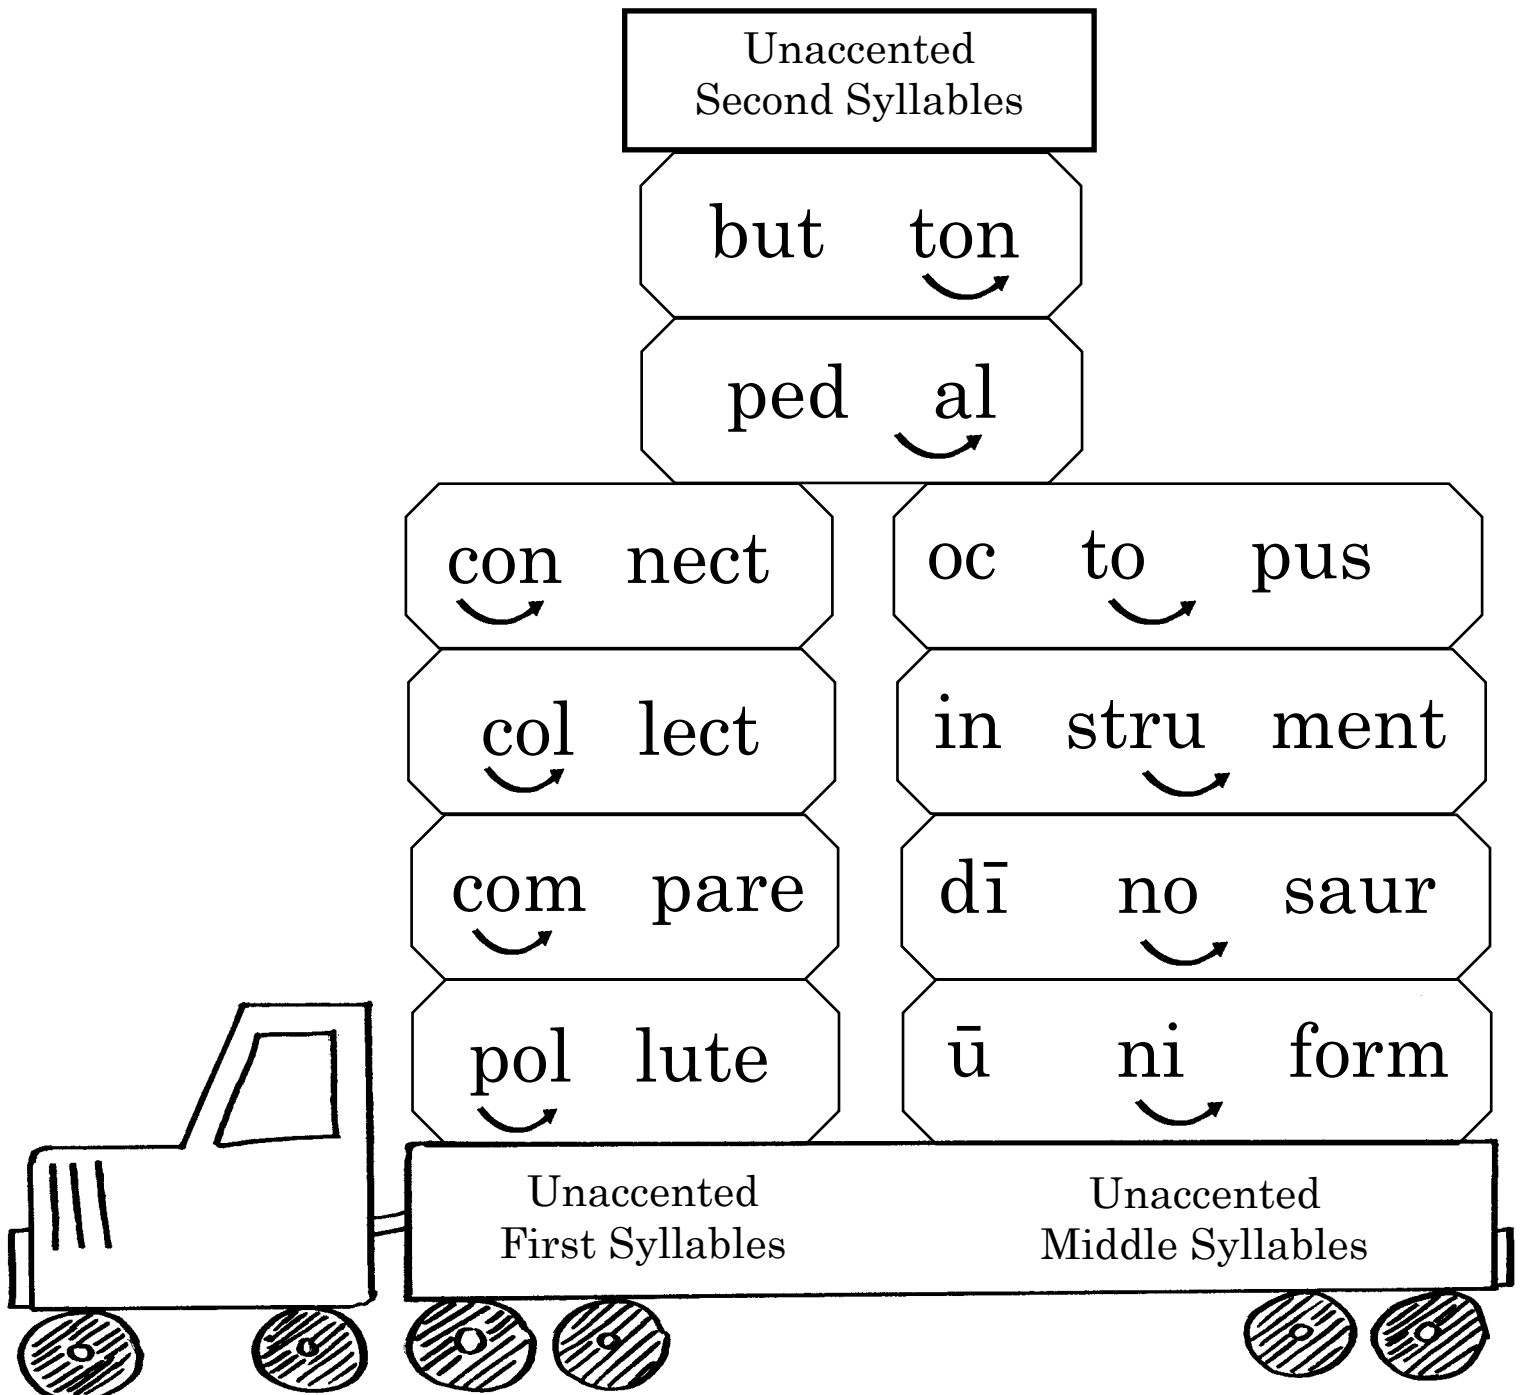 Unaccented
Second Syllables
but ton
ped al
con nect
col lect
com pare
pol lute
oc to pus
in stru ment
dī no saur
ū ni form
Unaccented
First Syllables
Unaccented
Middle Syllables